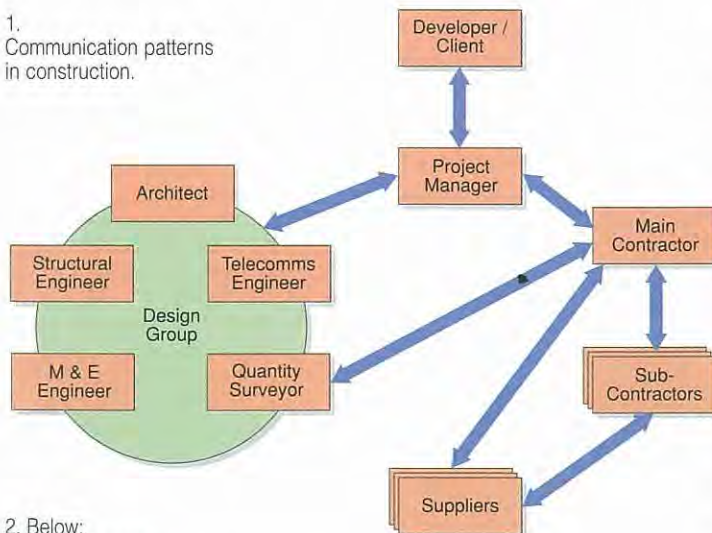 1.
Communication patterns
in construction.
Developer /
Client
Project
Manager
Architect
Main
Contractor
Structural
Engineer
Telecomms
Engineer
Design
Group
M & E
Engineer
Quantity
Surveyor
Sub-
Contractors
Suppliers
2. Below: